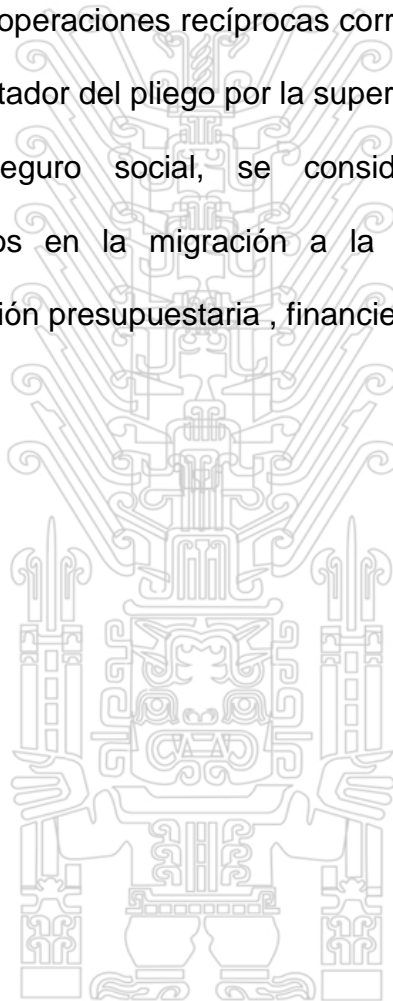 operaciones recíprocas corr
tador del pliego por la super
eguro social, se consid
os en la migración a la
ión presupuestaria , financie